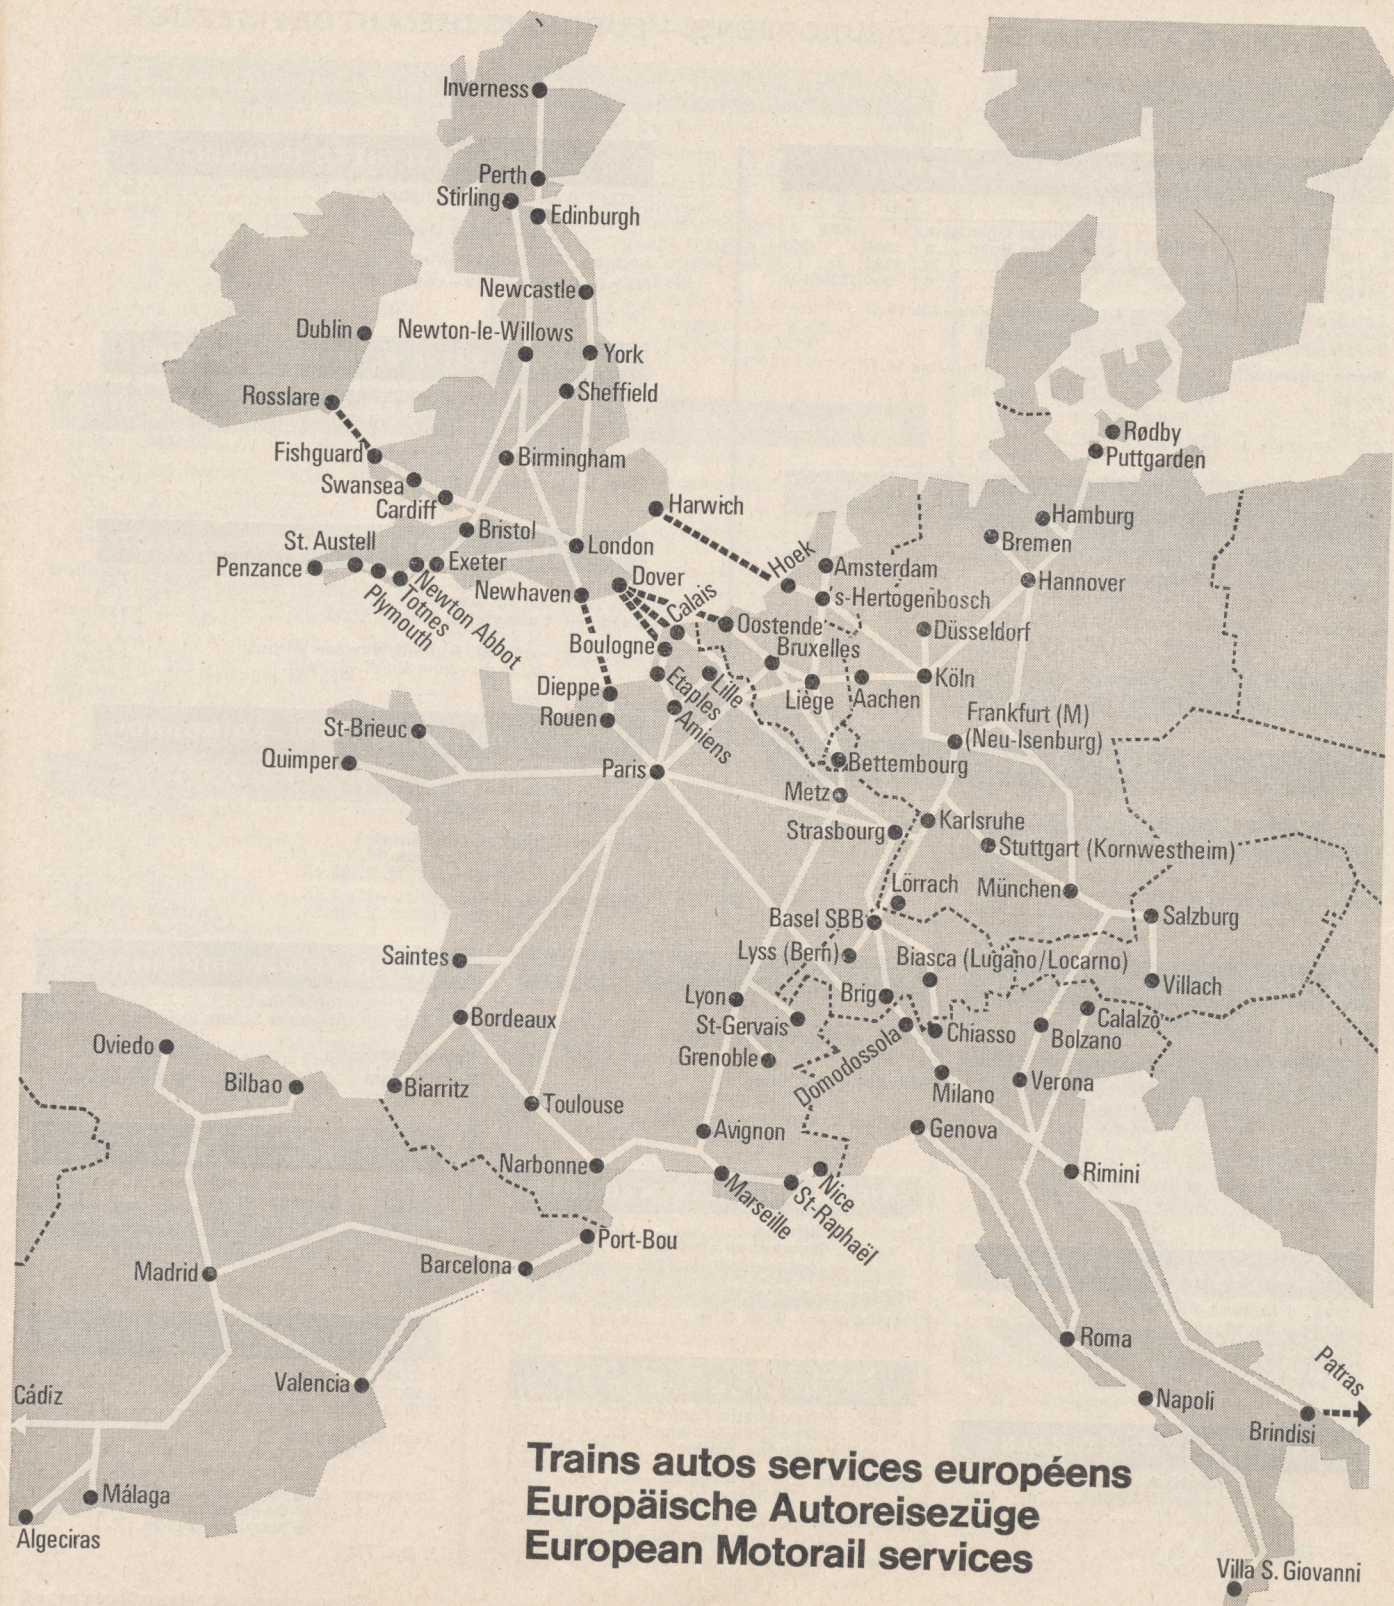 Inverness
Perth
Stirling
Edinburgh
Newcastle
Dublin
Newton-le-Willows
York
Rosslare
Sheffield
Rødby
Fishguard
Birmingham
Puttgarden
Swansea
Cardiff
Harwich
Hamburg
Bristol
Bremen
St. Austell
London
Hoek
Penzance
Exeter
Amsterdam
Hannover
Newton Abbot
Totnes
Plymouth
Newhaven
Dover
Calais
's-Hertogenbosch
Oostende
Düsseldorf
Boulogne
Bruxelles
Dieppe
Etaples
Lille
Liège
Aachen
Köln
Rouen
Amiens
Frankfurt (M)
(Neu-Isenburg)
St-Brieuc
Quimper
Paris
Bettembourg
Metz
Strasbourg
Karlsruhe
Stuttgart (Kornwestheim)
Lörrach
München
Basel SBB
Salzburg
Saintes
Lyss (Bern)
Biasca (Lugano/Locarno)
Lyon
Brig
Villach
Bordeaux
St-Gervais
Calalzo
Oviedo
Grenoble
Domodossola
Chiasso
Bolzano
Bilbao
Biarritz
Milano
Verona
Toulouse
Avignon
Genova
Narbonne
Marseille
St-Raphaël
Nice
Rimini
Port-Bou
Madrid
Barcelona
Roma
Valencia
Patras
Cádiz
Napoli
Brindisi
Málaga
Algeciras
Trains autos services européens
Europäische Autoreisezüge
European Motorail services
Villa S. Giovanni